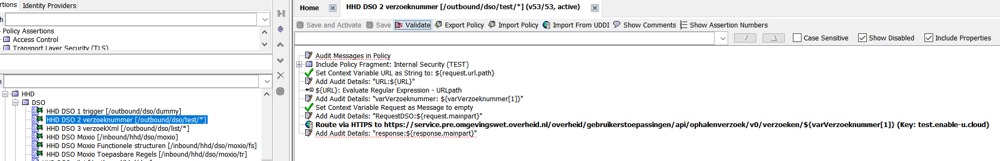 rtions
Identity Providers
h
Policy Assertions
Access Control
Transport Layer Security (TLS)
HHD
DSO
HHD DSO 1 trigger [/outbound/dso/dummy]
HHD DSO 2 verzoeknummer [/outbound/dso/test/*]
HHD DSO 3 verzoekXml [/outbound/dso/list/*]
HHD DSO Moxio [/inbound/hhd/dso/moxio]
HHD DSO Moxio Functionele structuren [/inbound/hhd/dso/moxio/fs]
HHD DSO Moxio Toepasbare Regels [/inbound/hhd/dso/moxio/tr]
Home
HHD DSO 2 verzoeknummer [/outbound/dso/test/*] (v53/53, active)
Save and Activate Save Validate Export Policy Import Policy Import From UDDI Show Comments Show Assertion Numbers
Case Sensitive Show Disabled Include Properties
Audit Messages in Policy
Include Policy Fragment: Internal Security (TEST)
Set Context Variable URL as String to: ${request.url.path}
Add Audit Details: "URL:${URL}"
${URL}: Evaluate Regular Expression - URLpath
Add Audit Details: "varVerzoeknummer: ${varVerzoeknummer[1]}"
Set Context Variable Request as Message to empty
Add Audit Details: "RequestDSO:${request.mainpart}"
Route via HTTPS to https://service.pre.omgevingswet.overheid.nl/overheid/gebruikerstoepassingen/api/ophalenverzoek/v0/verzoeken/${varVerzoeknummer[1]} (Key: test.enable-u.cloud)
Add Audit Details: "response:${response.mainpart}"